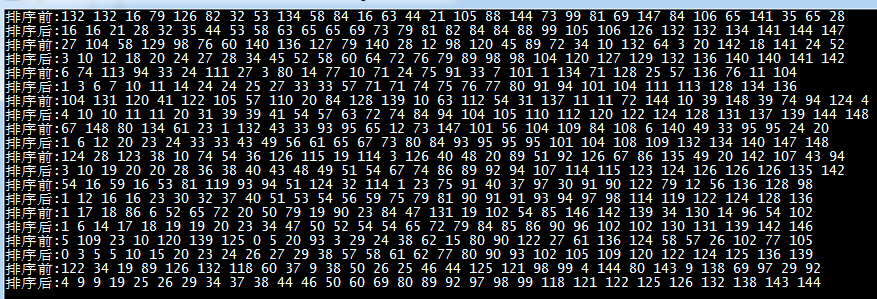 排序前:132 132 16 79 126 82 32 53 134 58 84 16 63 44 21 105 88 144 73 99 81 69 147 84 106 65 141 35 65 28
排序后:16 16 21 28 32 35 44 53 58 63 65 65 69 73 79 81 82 84 84 88 99 105 106 126 132 132 134 141 144 147
排序前:27 104 58 129 98 76 60 140 136 127 79 140 28 12 98 120 45 89 72 34 10 132 64 3 20 142 18 141 24 52
排序后:3 10 12 18 20 24 27 28 34 45 52 58 60 64 72 76 79 89 98 98 104 120 127 129 132 136 140 140 141 142
排序前:6 74 113 94 33 24 111 27 3 80 14 77 10 71 24 75 91 33 7 101 1 134 71 128 25 57 136 76 11 104
排序后:1 3 6 7 10 11 14 24 24 25 27 33 33 57 71 71 74 75 76 77 80 91 94 101 104 111 113 128 134 136
排序前:104 131 120 41 122 105 57 110 20 84 128 139 10 63 112 54 31 137 11 11 72 144 10 39 148 39 74 94 124 4
排序后:4 10 10 11 11 20 31 39 39 41 54 57 63 72 74 84 94 104 105 110 112 120 122 124 128 131 137 139 144 148
排序前:67 148 80 134 61 23 1 132 43 33 93 95 65 12 73 147 101 56 104 109 84 108 6 140 49 33 95 95 24 20
排序后:1 6 12 20 23 24 33 33 43 49 56 61 65 67 73 80 84 93 95 95 95 101 104 108 109 132 134 140 147 148
排序前:124 28 123 38 10 74 54 36 126 115 19 114 3 126 40 48 20 89 51 92 126 67 86 135 49 20 142 107 43 94
排序后:3 10 19 20 20 28 36 38 40 43 48 49 51 54 67 74 86 89 92 94 107 114 115 123 124 126 126 126 135 142
排序前:54 16 59 16 53 81 119 93 94 51 124 32 114 1 23 75 91 40 37 97 30 91 90 122 79 12 56 136 128 98
排序后:1 12 16 16 23 30 32 37 40 51 53 54 56 59 75 79 81 90 91 91 93 94 97 98 114 119 122 124 128 136
排序前:1 17 18 86 6 52 65 72 20 50 79 19 90 23 84 47 131 19 102 54 85 146 142 139 34 130 14 96 54 102
排序后:1 6 14 17 18 19 19 20 23 34 47 50 52 54 54 65 72 79 84 85 86 90 96 102 102 130 131 139 142 146
排序前:5 109 23 10 120 139 125 0 5 20 93 3 29 24 38 62 15 80 90 122 27 61 136 124 58 57 26 102 77 105
排序后:0 3 5 5 10 15 20 23 24 26 27 29 38 57 58 61 62 77 80 90 93 102 105 109 120 122 124 125 136 139
排序前:122 34 19 89 126 132 118 60 37 9 38 50 26 25 46 44 125 121 98 99 4 144 80 143 9 138 69 97 29 92
排序后:4 9 9 19 25 26 29 34 37 38 44 46 50 60 69 80 89 92 97 98 99 118 121 122 125 126 132 138 143 144